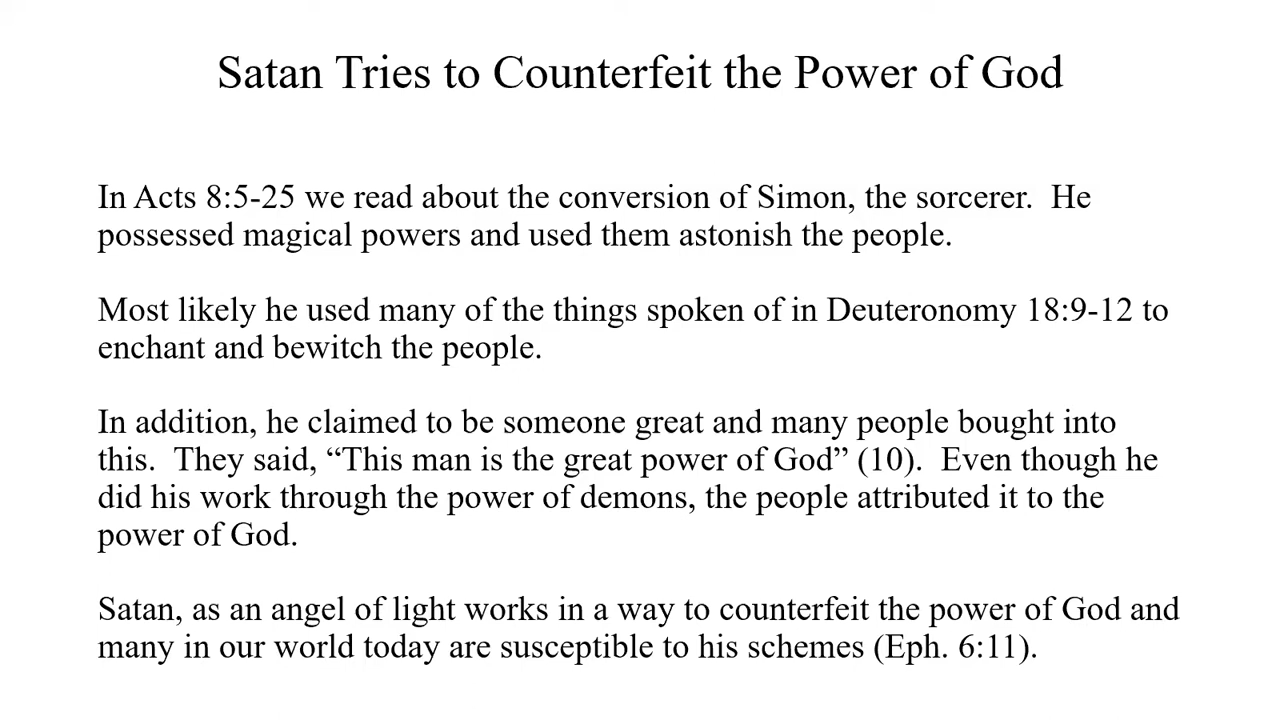 Satan Tries to Counterfeit the Power of God
In Acts 8:5-25 we read about the conversion of Simon, the sorcerer.  He
possessed magical powers and used them astonish the people.
Most likely he used many of the things spoken of in Deuteronomy 18:9-12 to
enchant and bewitch the people.
In addition, he claimed to be someone great and many people bought into
this.  They said, “This man is the great power of God” (10).  Even though he
did his work through the power of demons, the people attributed it to the
power of God.
Satan, as an angel of light works in a way to counterfeit the power of God and
many in our world today are susceptible to his schemes (Eph. 6:11).